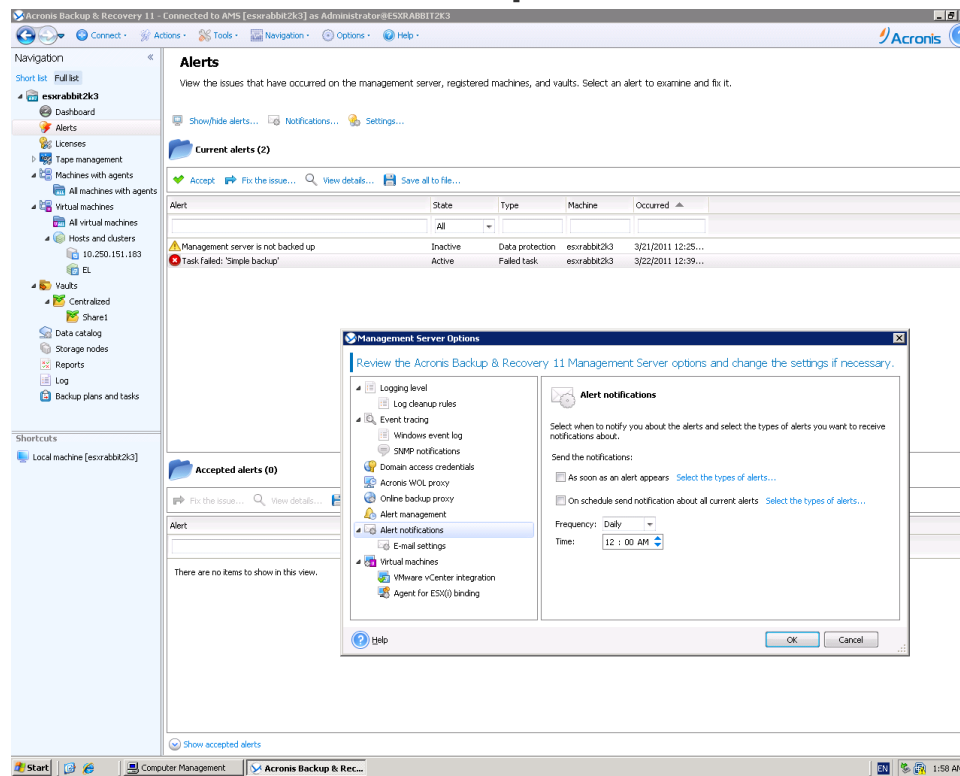 Acronis Backup & Recovery 11 - Connected to AMS [esxrabbit2k3] as Administrator@ESXRABBIT2K3
Connect Actions Tools Navigation Options Help
Acronis
Navigation
Short list Full list
esxrabbit2k3
Dashboard
Alerts
Licenses
Tape management
Machines with agents
All machines with agents
Virtual machines
All virtual machines
Hosts and clusters
10.250.151.183
EL
Vaults
Centralized
Share1
Data catalog
Storage nodes
Reports
Log
Backup plans and tasks
Shortcuts
Local machine [esxrabbit2k3]
Alerts
View the issues that have occurred on the management server, registered machines, and vaults. Select an alert to examine and fix it.
Show/hide alerts... Notifications... Settings...
Current alerts (2)
Accept Fix the issue... View details... Save all to file...
Alert State Type Machine Occurred
All
Management server is not backed up Inactive Data protection esxrabbit2k3 3/21/2011 12:25...
Task failed: 'Simple backup' Active Failed task esxrabbit2k3 3/22/2011 12:39...
Accepted alerts (0)
Fix the issue... View details...
Alert
There are no items to show in this view.
Show accepted alerts
Management Server Options
Review the Acronis Backup & Recovery 11 Management Server options and change the settings if necessary.
Logging level
Log cleanup rules
Event tracing
Windows event log
SNMP notifications
Domain access credentials
Acronis WOL proxy
Online backup proxy
Alert management
Alert notifications
E-mail settings
Virtual machines
VMware vCenter integration
Agent for ESX(i) binding
Alert notifications
Select when to notify you about the alerts and select the types of alerts you want to receive
notifications about.
Send the notifications:
As soon as an alert appears Select the types of alerts...
On schedule send notification about all current alerts Select the types of alerts...
Frequency: Daily
Time: 12 : 00 AM
Help
OK Cancel
Start Computer Management Acronis Backup & Rec... EN 1:58 AM